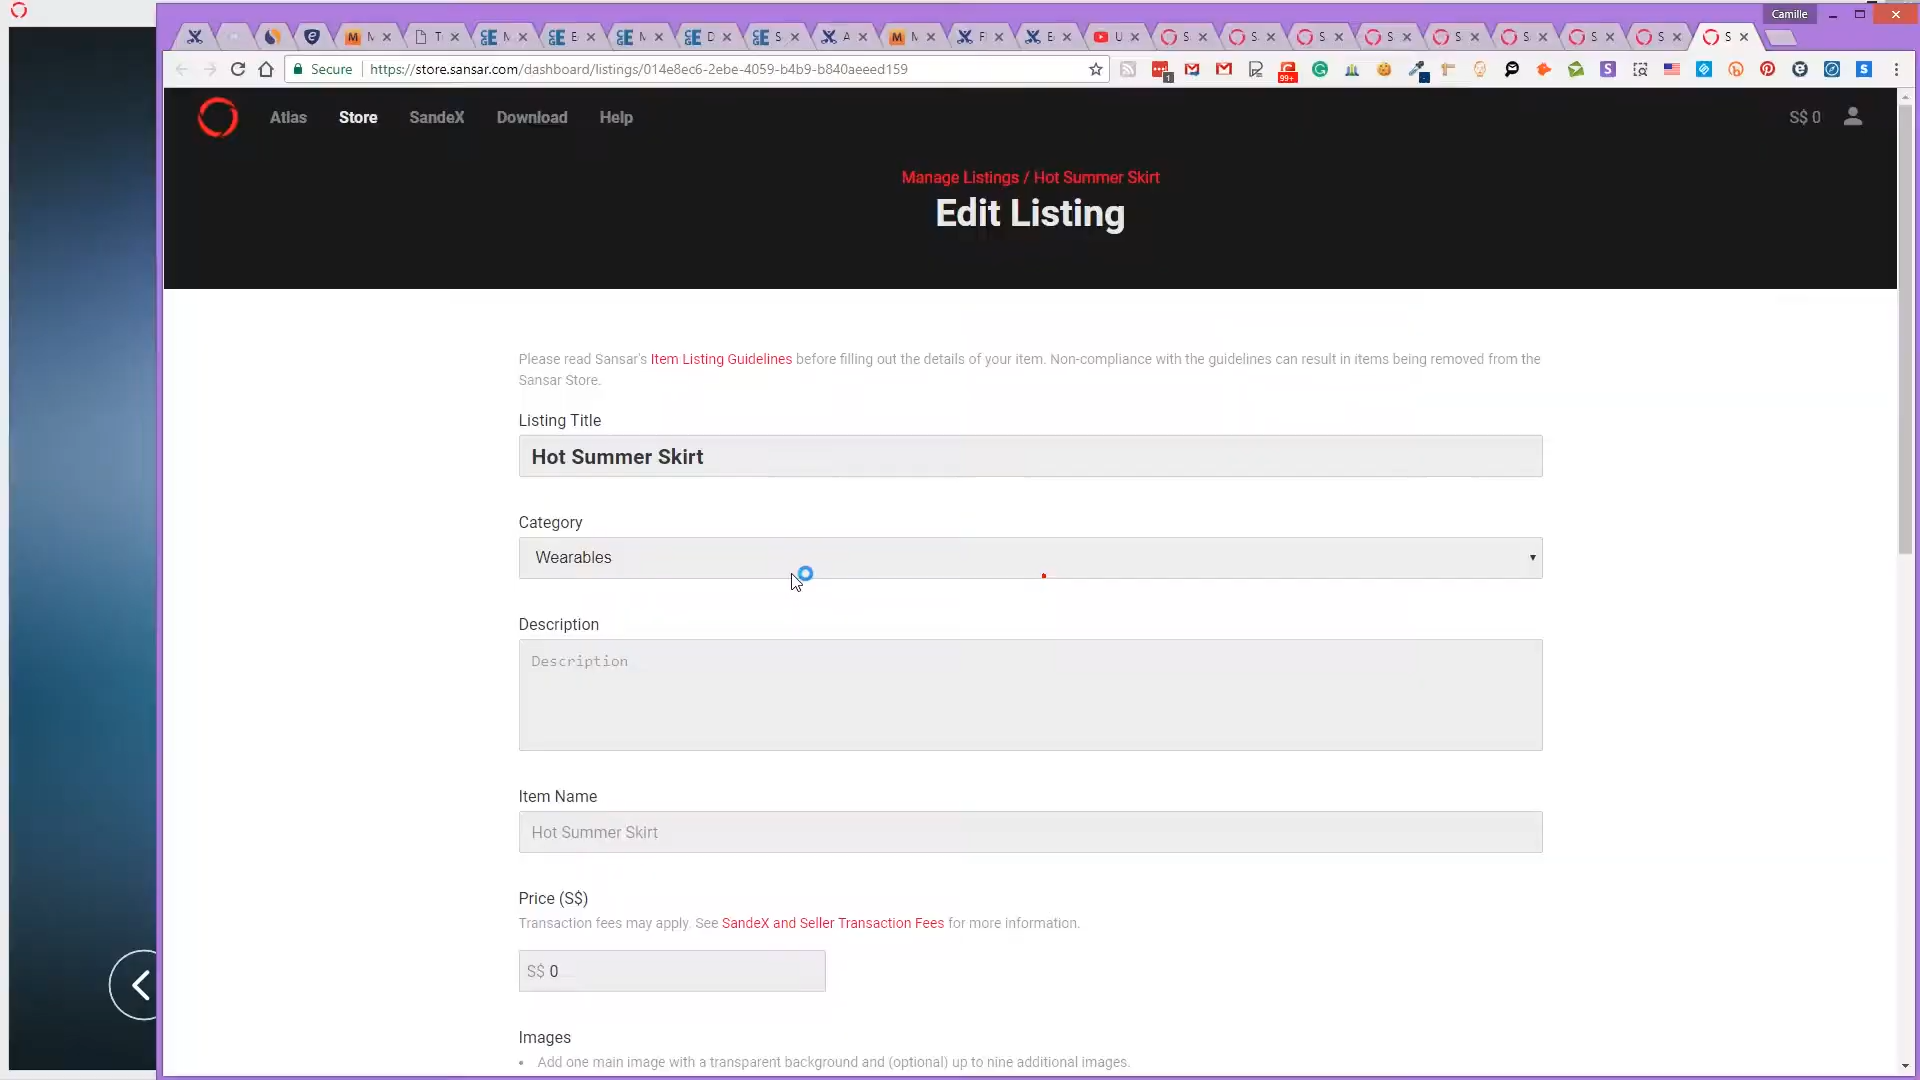 Camille
M
T
M
E
M
D
S
A
M
F
E
U
S
S
S
S
S
S
S
S
S
Secure
https://store.sansar.com/dashboard/listings/014e8ec6-2ebe-4059-b4b9-b840aeeed159
1
99+
Atlas Store SandeX Download Help
S$ 0
Manage Listings / Hot Summer Skirt
Edit Listing
Please read Sansar's Item Listing Guidelines before filling out the details of your item. Non-compliance with the guidelines can result in items being removed from the
Sansar Store.
Listing Title
Hot Summer Skirt
Category
Wearables
Description
Description
Item Name
Hot Summer Skirt
Price (S$)
Transaction fees may apply. See SandeX and Seller Transaction Fees for more information.
S$ 0
Images
• Add one main image with a transparent background and (optional) up to nine additional images.